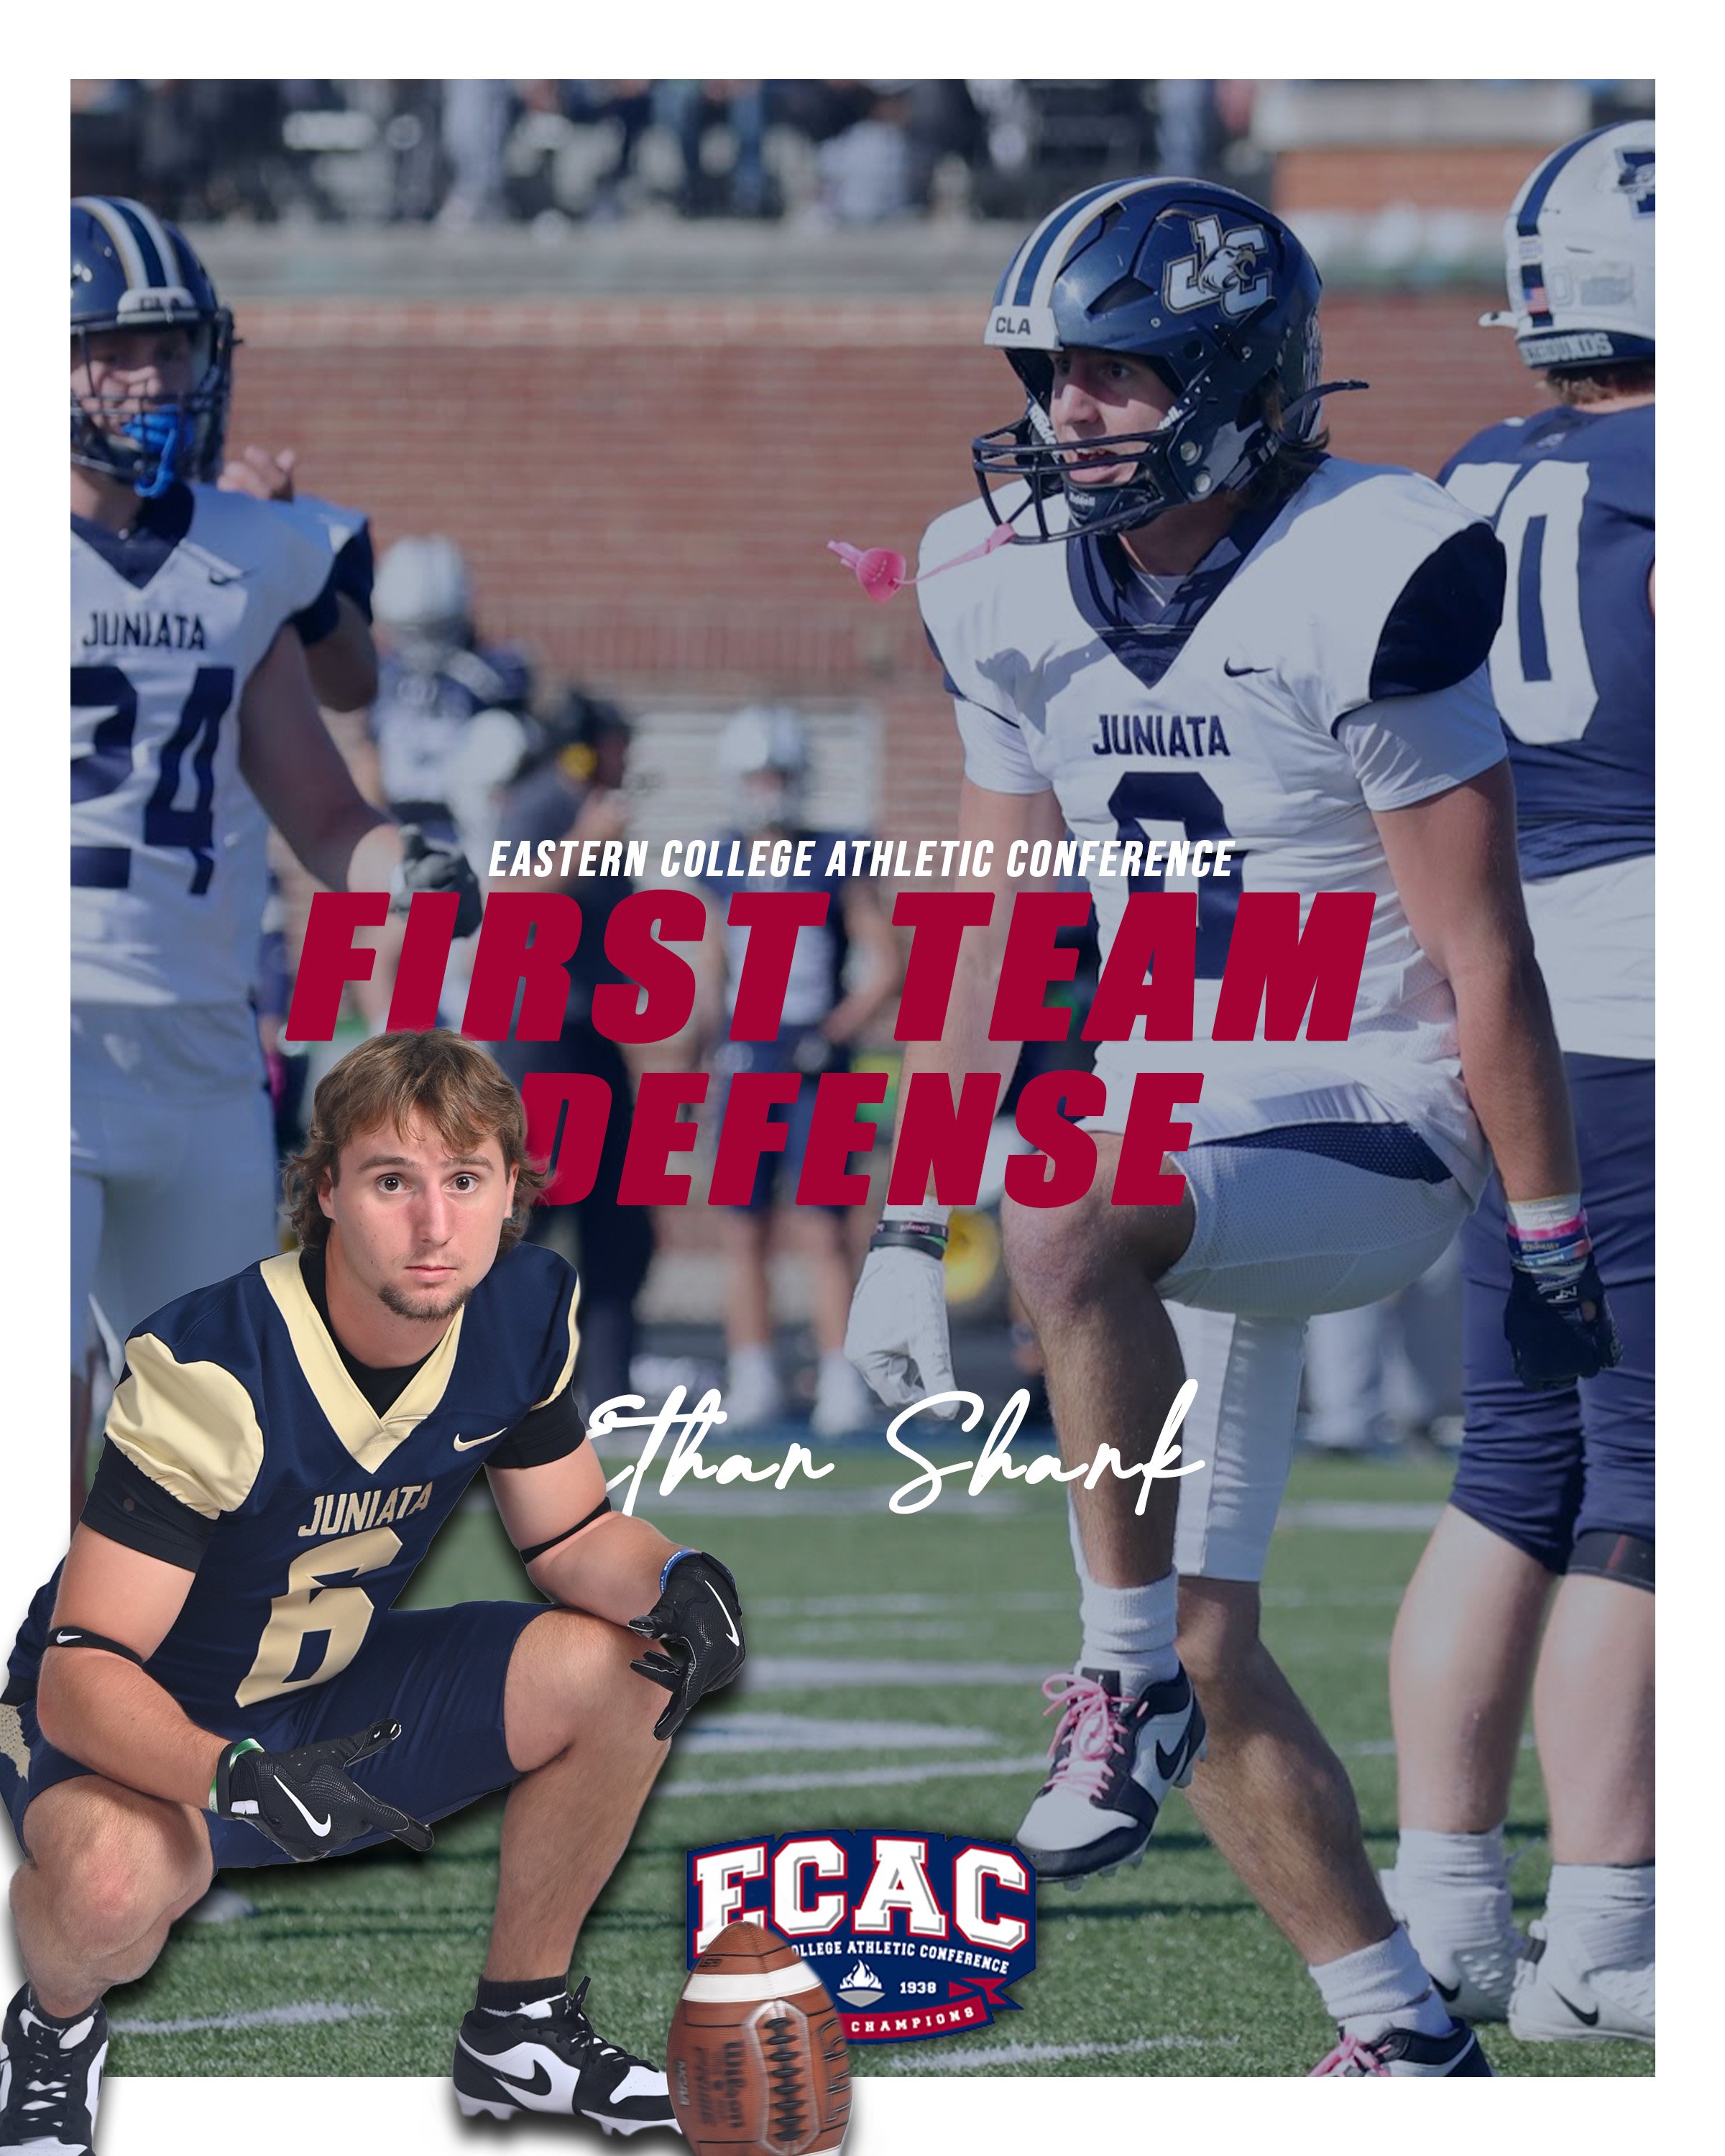 CLA
JUNIATA
24
JUNIATA
EASTERN COLLEGE ATHLETIC CONFERENCE
FIRST TEAM
DEFENSE
Ethan Shank
JUNIATA
6
ECAC
COLLEGE ATHLETIC CONFERENCE
1938
CHAMPIONS